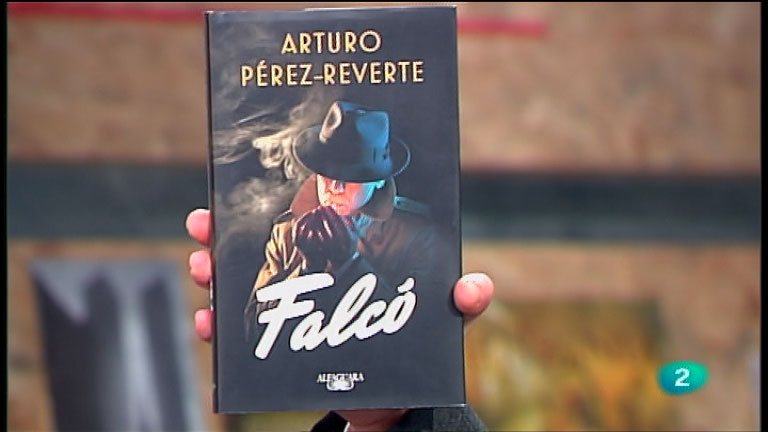 ARTURO
PÉREZ-REVERTE
Falcó
ALFAGUARA
2